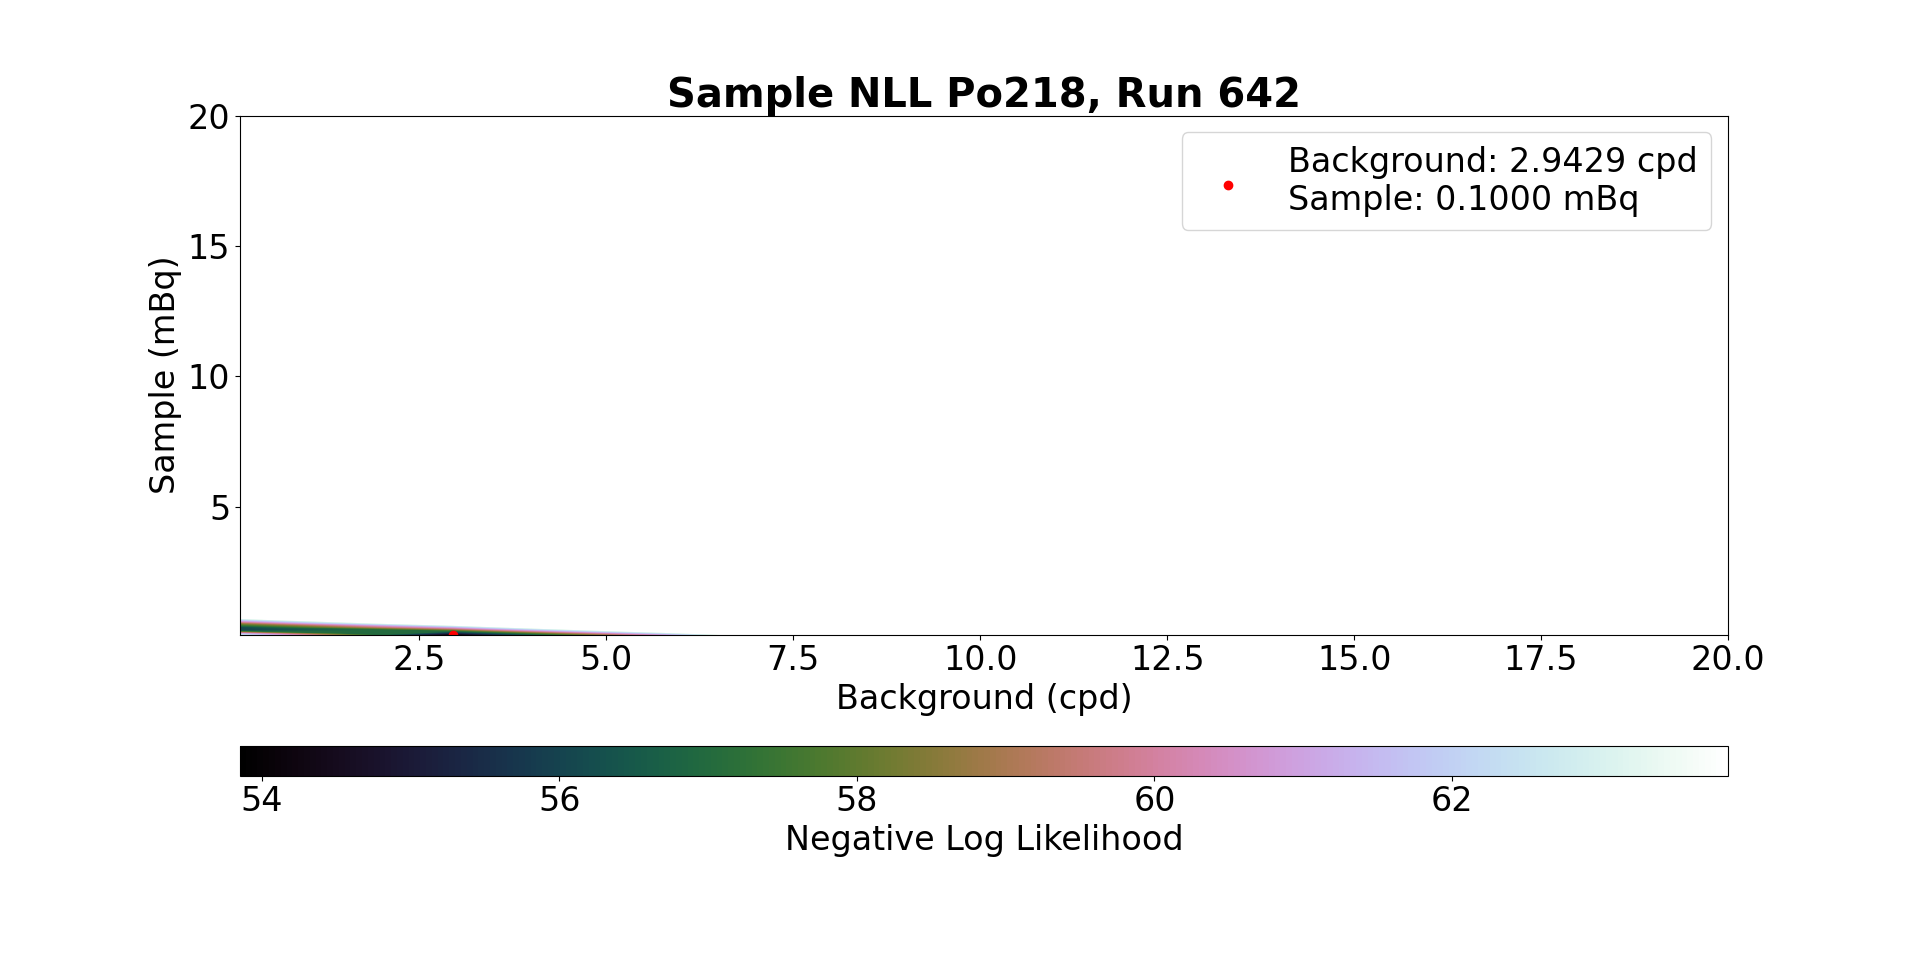 Sample NLL Po218, Run 642
Background: 2.9429 cpd
Sample: 0.1000 mBq
20
15
10
5
Sample (mBq)
2.5 5.0 7.5 10.0 12.5 15.0 17.5 20.0
Background (cpd)
54 56 58 60 62
Negative Log Likelihood